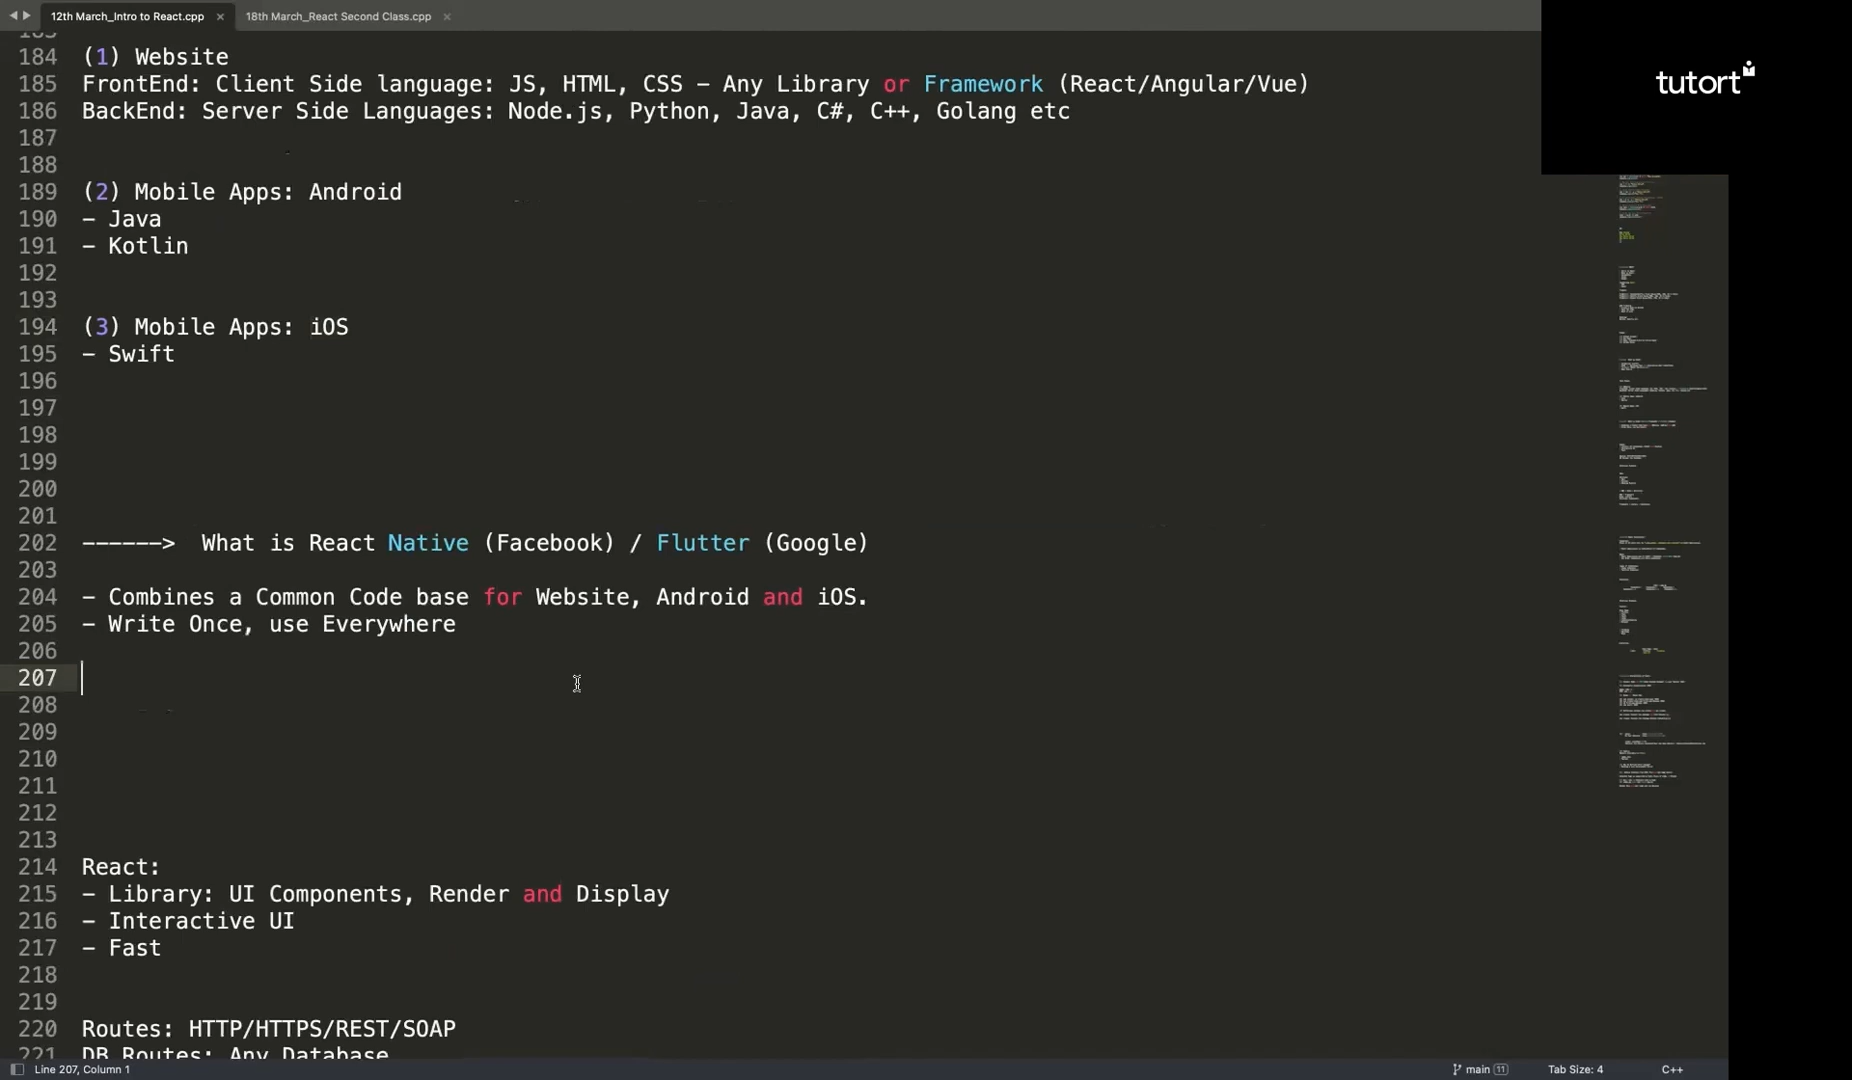 12th March_Intro to React.cpp × 18th March_React Second Class.cpp ×
tutort
184 (1) Website
185 FrontEnd: Client Side language: JS, HTML, CSS – Any Library or Framework (React/Angular/Vue)
186 BackEnd: Server Side Languages: Node.js, Python, Java, C#, C++, Golang etc
187
188
189 (2) Mobile Apps: Android
190 – Java
191 – Kotlin
192
193
194 (3) Mobile Apps: iOS
195 – Swift
196
197
198
199
200
201
202 ------> What is React Native (Facebook) / Flutter (Google)
203
204 – Combines a Common Code base for Website, Android and iOS.
205 – Write Once, use Everywhere
206
207
208
209
210
211
212
213
214 React:
215 – Library: UI Components, Render and Display
216 – Interactive UI
217 – Fast
218
219
220 Routes: HTTP/HTTPS/REST/SOAP
221 DB Routes: Any Database
Line 207, Column 1 main 11 Tab Size: 4 C++